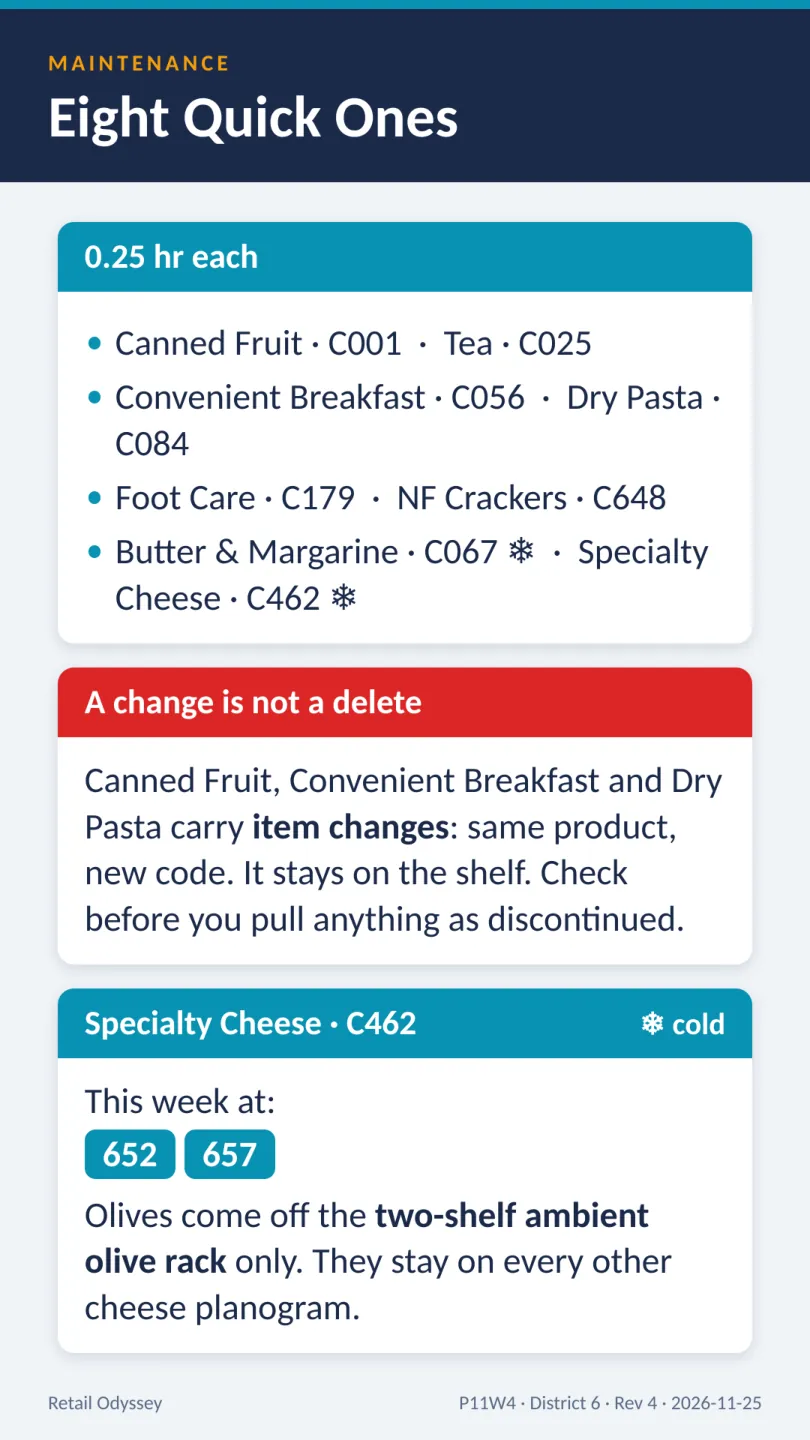 MAINTENANCE
Eight Quick Ones
0.25 hr each
• Canned Fruit · C001 · Tea · C025
• Convenient Breakfast · C056 · Dry Pasta ·
C084
• Foot Care · C179 · NF Crackers · C648
• Butter & Margarine · C067 ❄ · Specialty
Cheese · C462 ❄
A change is not a delete
Canned Fruit, Convenient Breakfast and Dry
Pasta carry item changes: same product,
new code. It stays on the shelf. Check
before you pull anything as discontinued.
Specialty Cheese · C462 ❄ cold
This week at:
652 657
Olives come off the two-shelf ambient
olive rack only. They stay on every other
cheese planogram.
Retail Odyssey P11W4 · District 6 · Rev 4 · 2026-11-25